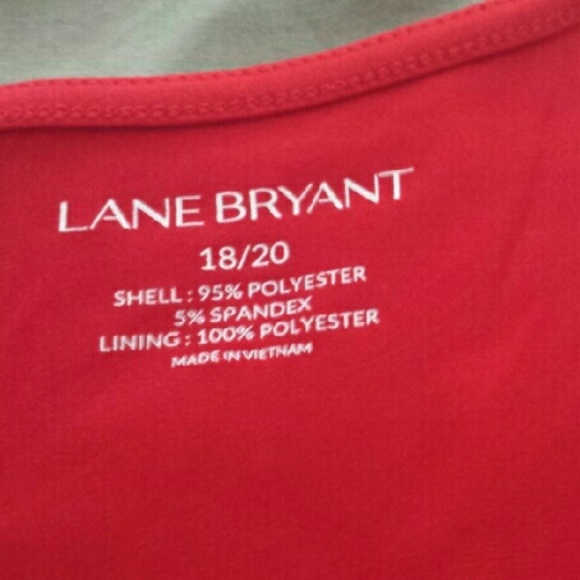 LANE BRYANT
18/20
SHELL : 95% POLYESTER
5% SPANDEX
LINING : 100% POLYESTER
MADE IN VIETNAM